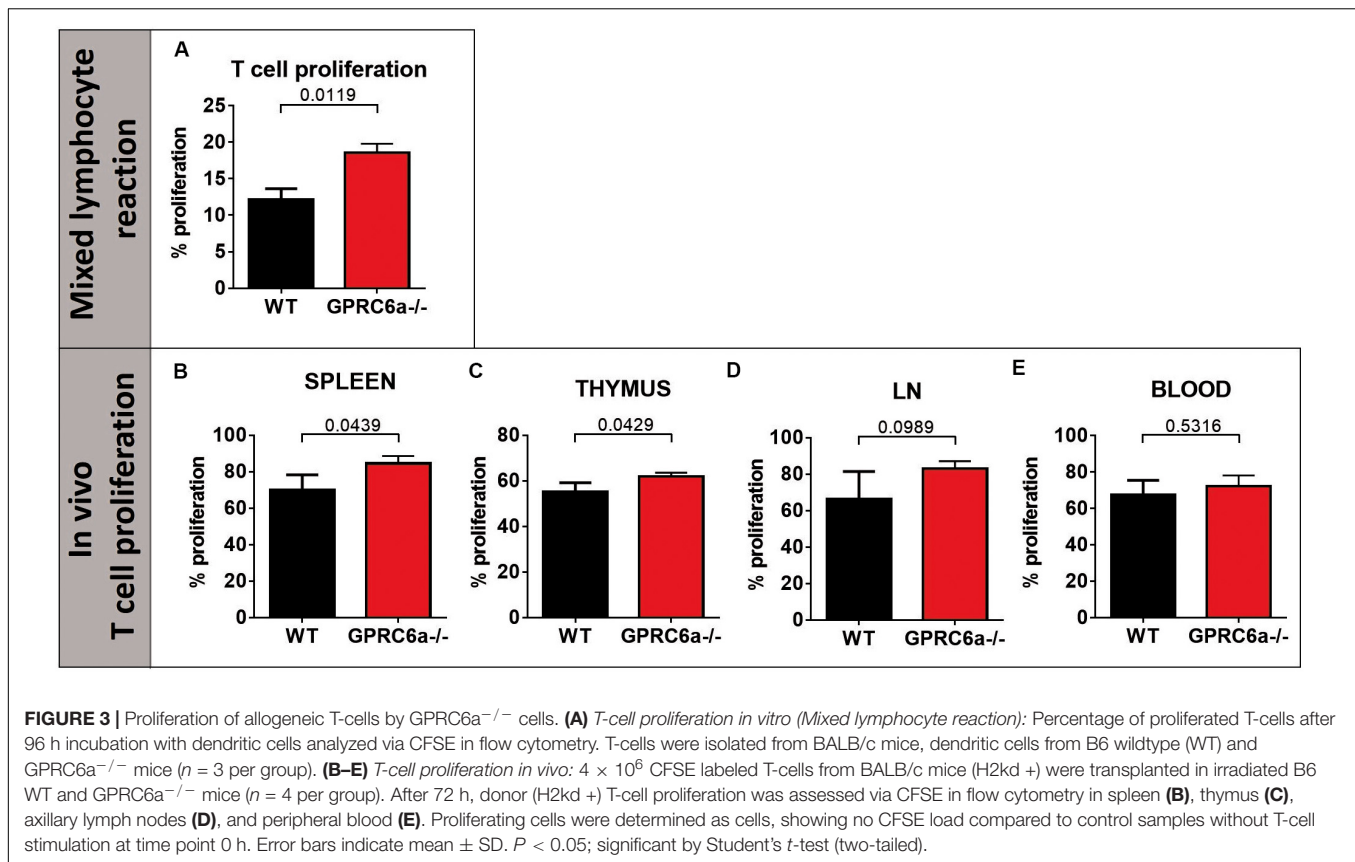 Mixed lymphocyte
reaction
A
T cell proliferation
0.0119
% proliferation
25
20
15
10
5
0
WT GPRC6a-/-
In vivo
T cell proliferation
B
SPLEEN
0.0439
% proliferation
100
80
60
40
20
0
WT GPRC6a-/-
C
THYMUS
0.0429
% proliferation
80
60
40
20
0
WT GPRC6a-/-
D
LN
0.0989
% proliferation
100
80
60
40
20
0
WT GPRC6a-/-
E
BLOOD
0.5316
% proliferation
100
80
60
40
20
0
WT GPRC6a-/-
FIGURE 3 | Proliferation of allogeneic T-cells by GPRC6a−/− cells. (A) T-cell proliferation in vitro (Mixed lymphocyte reaction): Percentage of proliferated T-cells after
96 h incubation with dendritic cells analyzed via CFSE in flow cytometry. T-cells were isolated from BALB/c mice, dendritic cells from B6 wildtype (WT) and
GPRC6a−/− mice (n = 3 per group). (B–E) T-cell proliferation in vivo: 4 × 10⁶ CFSE labeled T-cells from BALB/c mice (H2kd +) were transplanted in irradiated B6
WT and GPRC6a−/− mice (n = 4 per group). After 72 h, donor (H2kd +) T-cell proliferation was assessed via CFSE in flow cytometry in spleen (B), thymus (C),
axillary lymph nodes (D), and peripheral blood (E). Proliferating cells were determined as cells, showing no CFSE load compared to control samples without T-cell
stimulation at time point 0 h. Error bars indicate mean ± SD. P < 0.05; significant by Student's t-test (two-tailed).